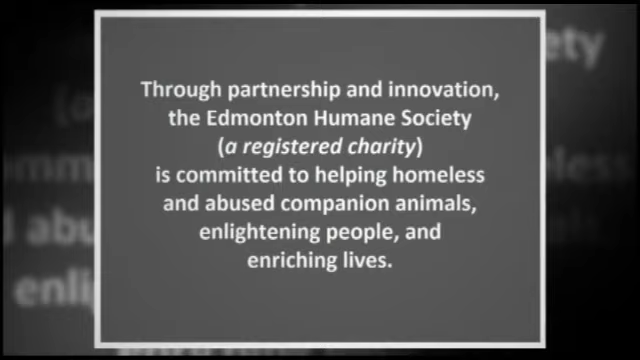 Through partnership and innovation,
the Edmonton Humane Society
(a registered charity)
is committed to helping homeless
and abused companion animals,
enlightening people, and
enriching lives.